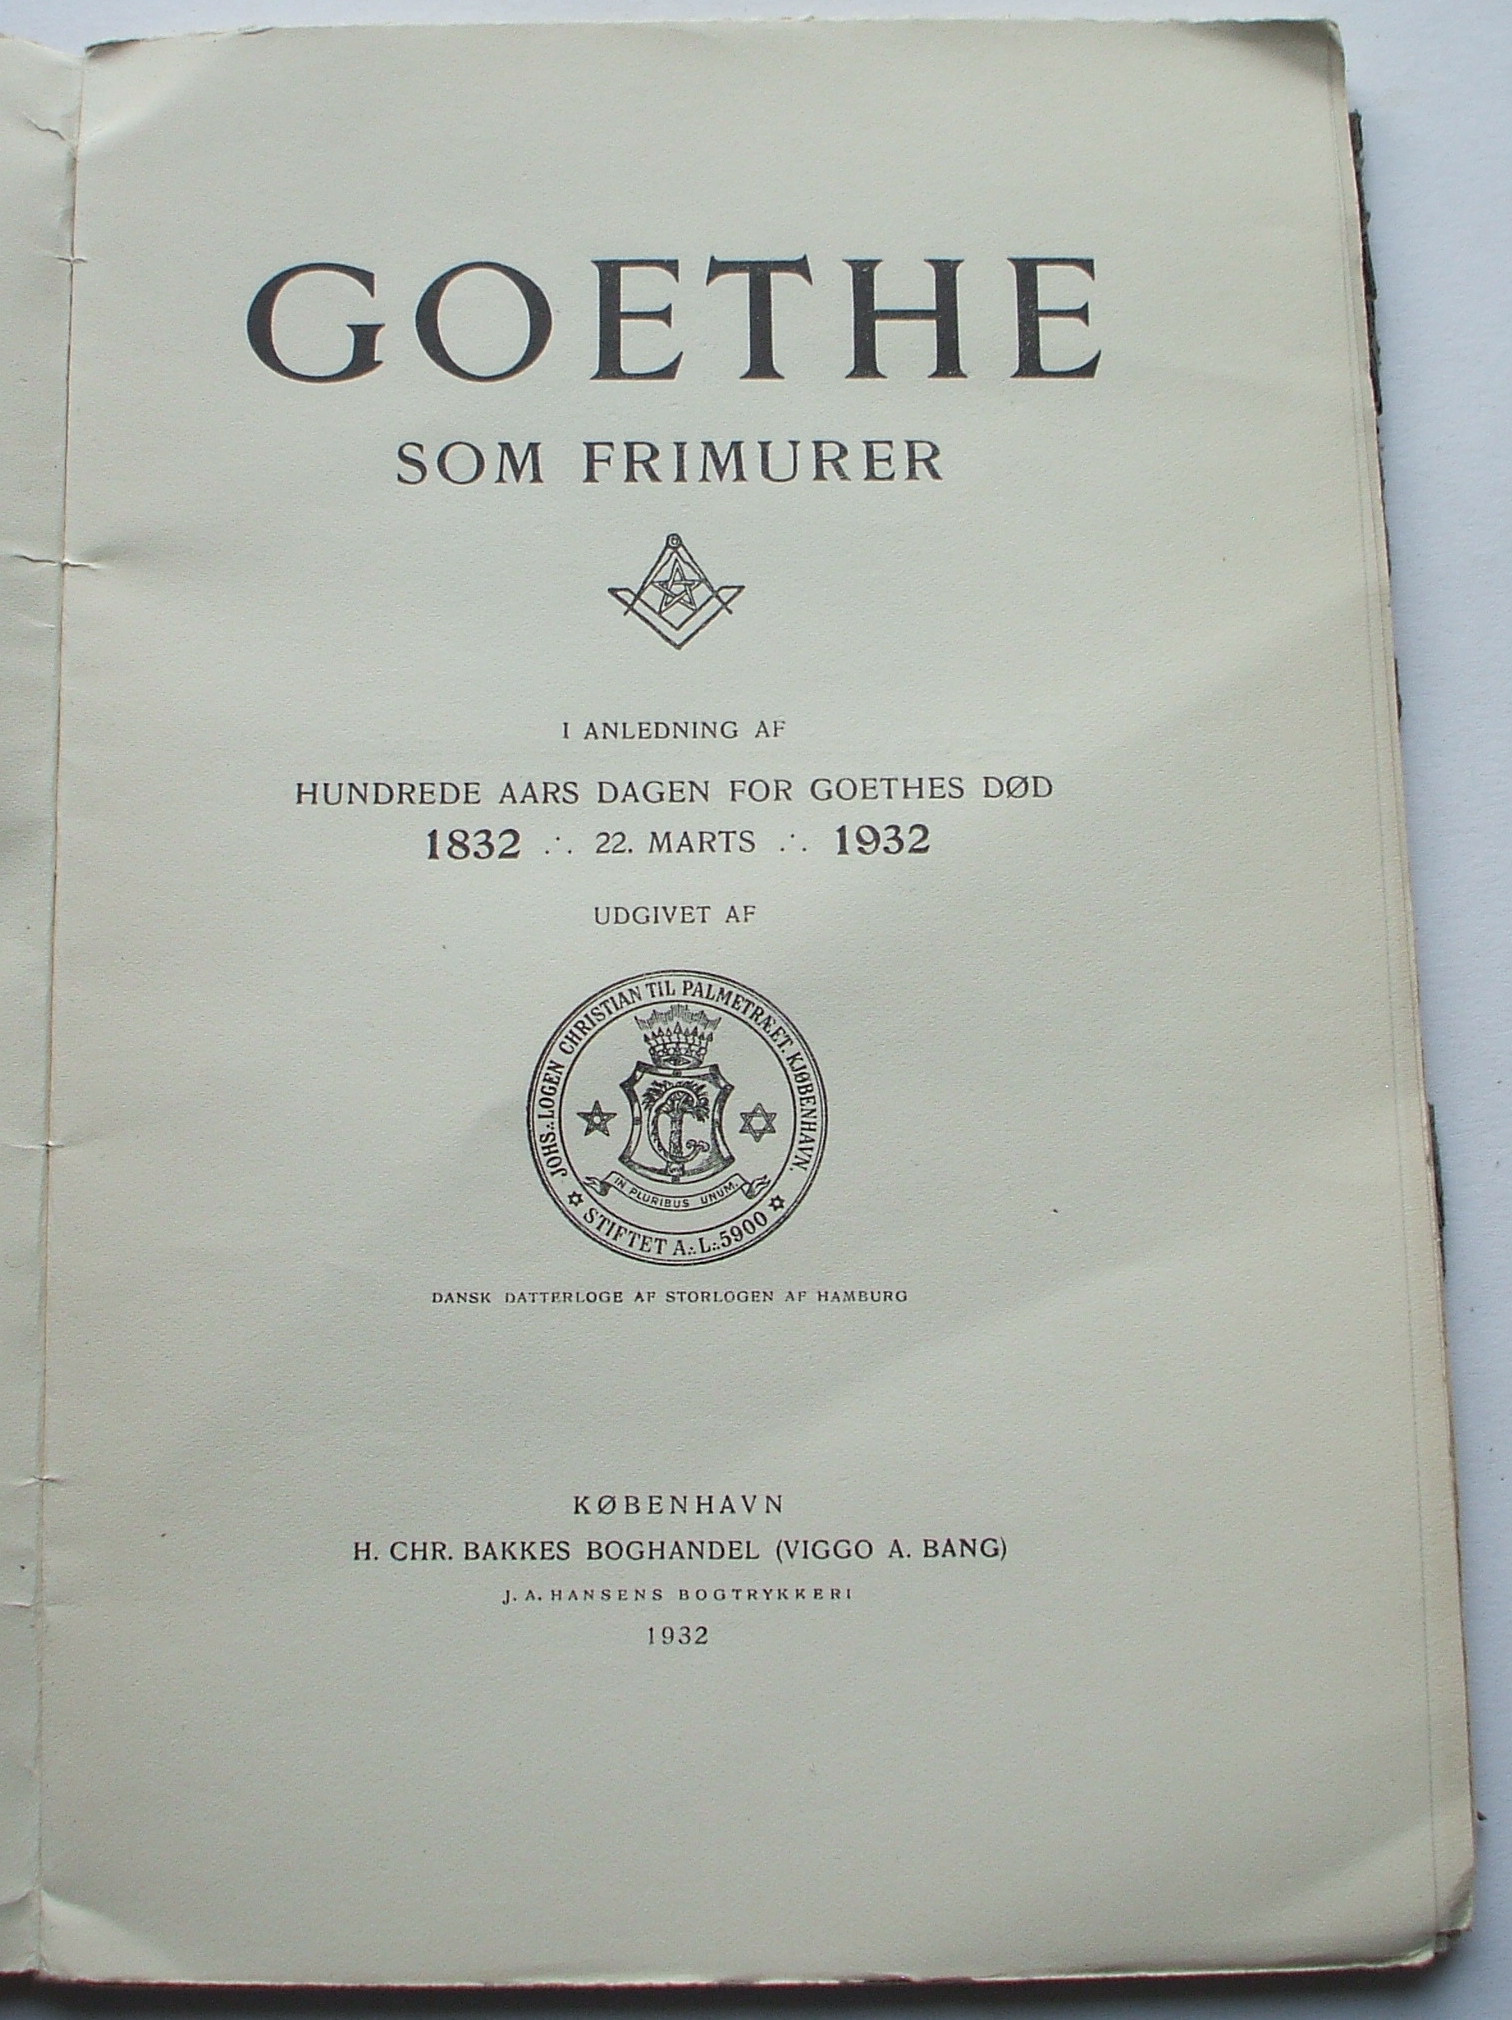 GOETHE
SOM FRIMURER
G
I ANLEDNING AF
HUNDREDE AARS DAGEN FOR GOETHES DØD
1832 ∴ 22. MARTS ∴ 1932
UDGIVET AF
JOHS∴LOGEN CHRISTIAN TIL PALMETRÆET. KJØBENHAVN.
C T
IN PLURIBUS UNUM.
STIFTET A∴L∴5900
DANSK DATTERLOGE AF STORLOGEN AF HAMBURG
KØBENHAVN
H. CHR. BAKKES BOGHANDEL (VIGGO A. BANG)
J. A. HANSENS BOGTRYKKERI
1932